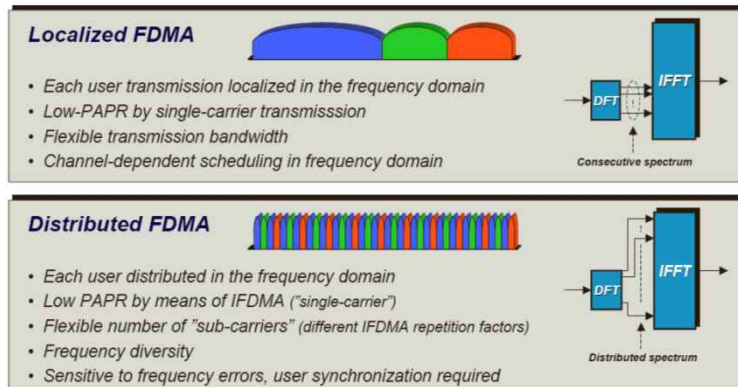 Localized FDMA
• Each user transmission localized in the frequency domain
• Low-PAPR by single-carrier transmisssion
• Flexible transmission bandwidth
• Channel-dependent scheduling in frequency domain
DFT
IFFT
Consecutive spectrum
Distributed FDMA
• Each user distributed in the frequency domain
• Low PAPR by means of IFDMA ("single-carrier")
• Flexible number of "sub-carriers" (different IFDMA repetition factors)
• Frequency diversity
• Sensitive to frequency errors, user synchronization required
DFT
IFFT
Distributed spectrum